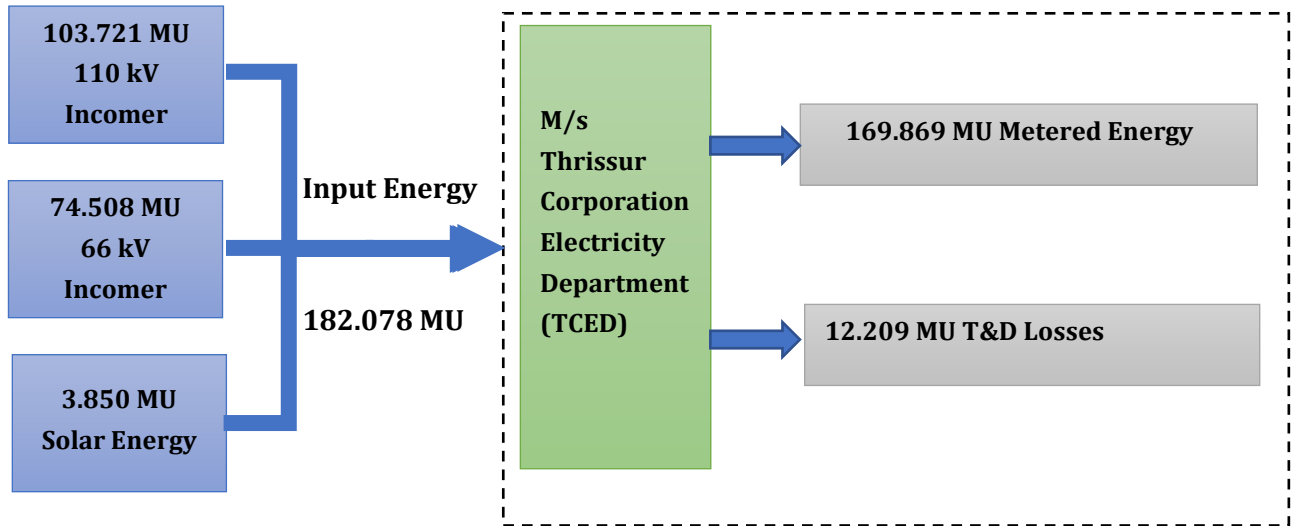 103.721 MU
110 kV
Incomer
74.508 MU
66 kV
Incomer
3.850 MU
Solar Energy
Input Energy
182.078 MU
M/s
Thrissur
Corporation
Electricity
Department
(TCED)
169.869 MU Metered Energy
12.209 MU T&D Losses